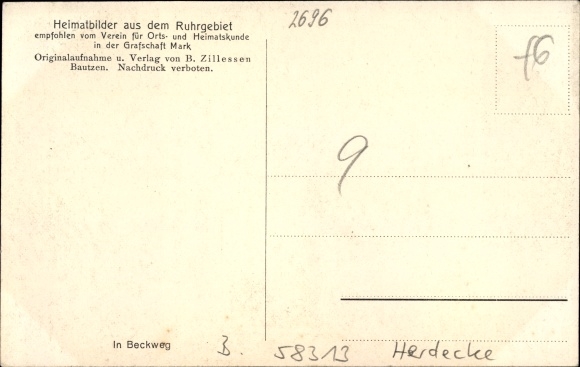 Heimatbilder aus dem Ruhrgebiet
empfohlen vom Verein für Orts- und Heimatskunde
in der Grafschaft Mark
Originalaufnahme u. Verlag von B. Zillessen
Bautzen. Nachdruck verboten.
2696
f6
9
In Beckweg
B. 58313 Herdecke